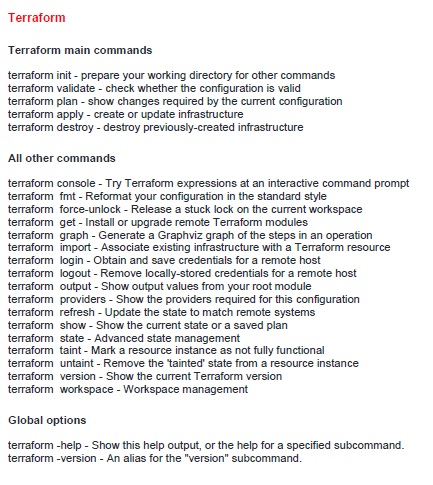 Terraform
Terraform main commands
terraform init - prepare your working directory for other commands
terraform validate - check whether the configuration is valid
terraform plan - show changes required by the current configuration
terraform apply - create or update infrastructure
terraform destroy - destroy previously-created infrastructure
All other commands
terraform console - Try Terraform expressions at an interactive command prompt
terraform  fmt - Reformat your configuration in the standard style
terraform  force-unlock - Release a stuck lock on the current workspace
terraform  get - Install or upgrade remote Terraform modules
terraform  graph - Generate a Graphviz graph of the steps in an operation
terraform  import - Associate existing infrastructure with a Terraform resource
terraform  login - Obtain and save credentials for a remote host
terraform  logout - Remove locally-stored credentials for a remote host
terraform  output - Show output values from your root module
terraform  providers - Show the providers required for this configuration
terraform  refresh - Update the state to match remote systems
terraform  show - Show the current state or a saved plan
terraform  state - Advanced state management
terraform  taint - Mark a resource instance as not fully functional
terraform  untaint - Remove the 'tainted' state from a resource instance
terraform  version - Show the current Terraform version
terraform  workspace - Workspace management
Global options
terraform -help - Show this help output, or the help for a specified subcommand.
terraform -version - An alias for the "version" subcommand.